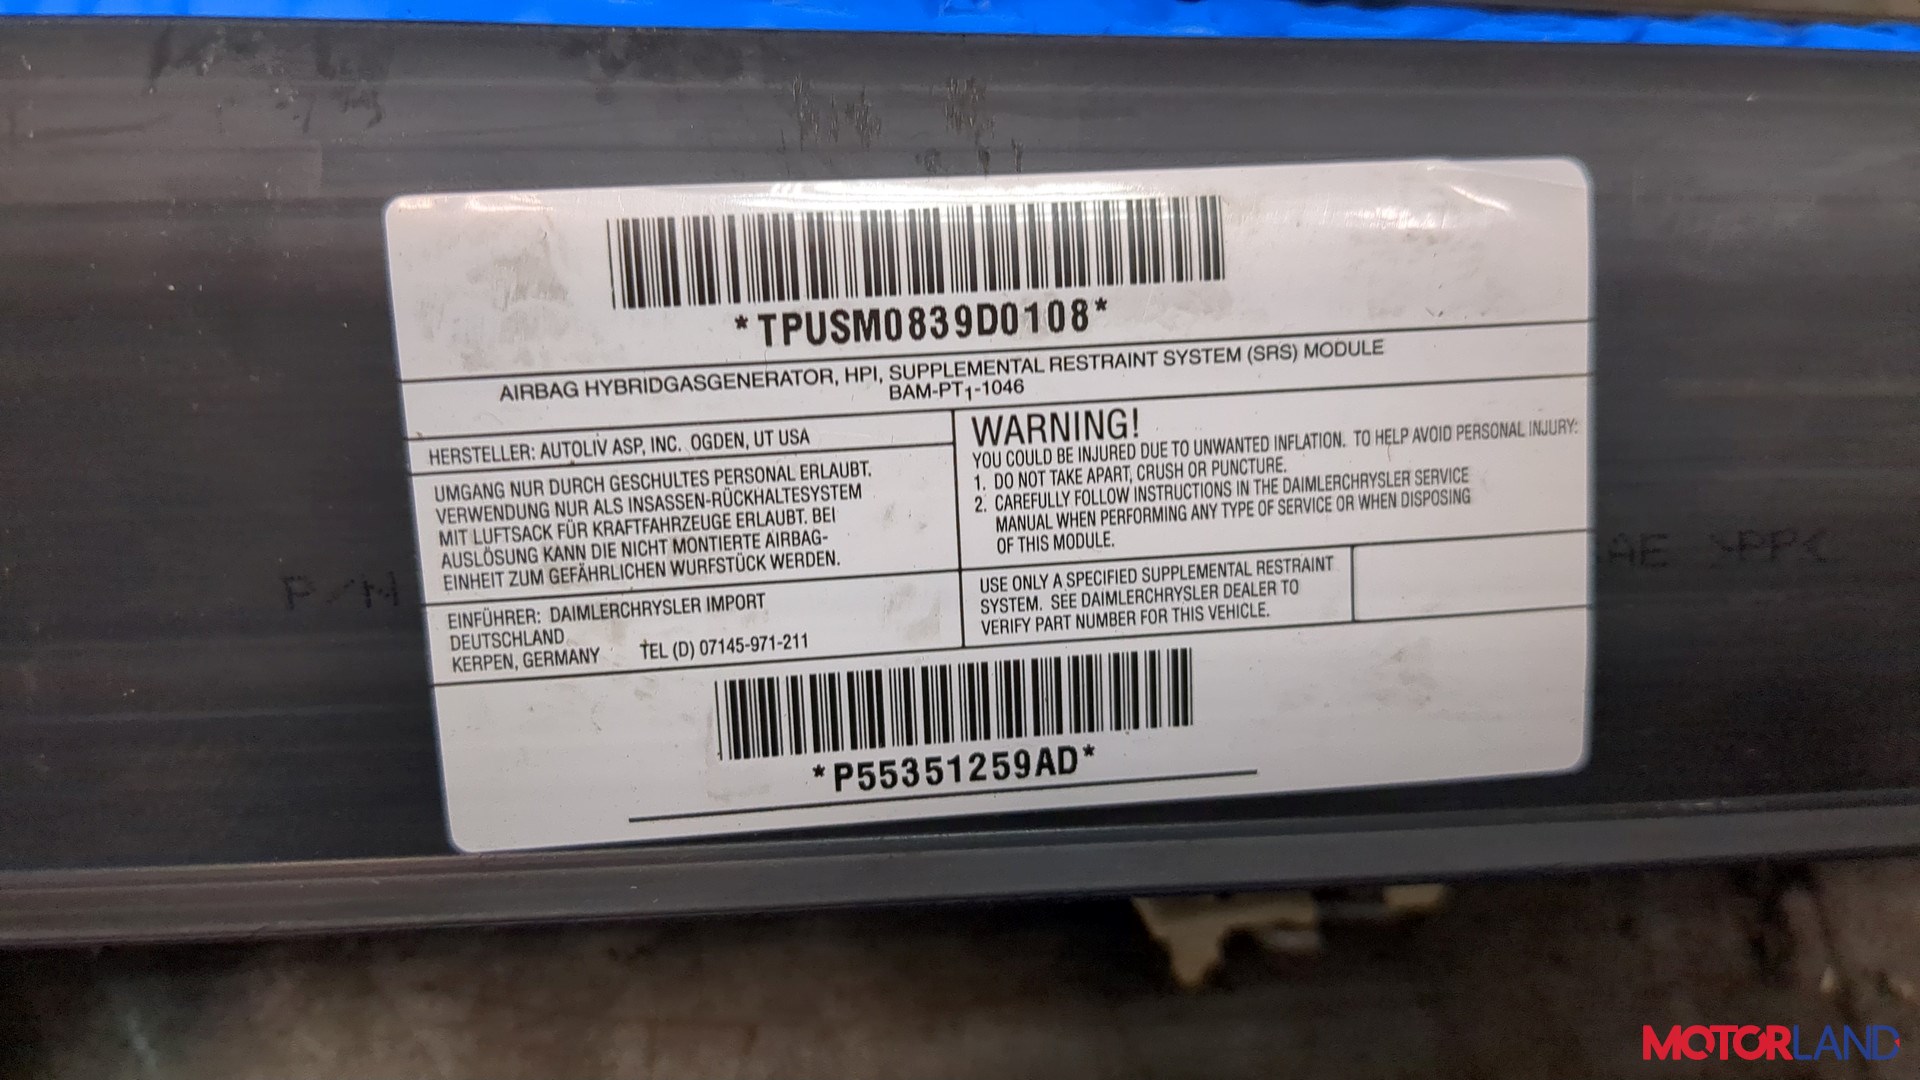 *TPUSM0839D0108*
AIRBAG HYBRIDGASGENERATOR, HPI, SUPPLEMENTAL RESTRAINT SYSTEM (SRS) MODULE
BAM-PT1-1046
HERSTELLER: AUTOLIV ASP, INC. OGDEN, UT USA
UMGANG NUR DURCH GESCHULTES PERSONAL ERLAUBT.
VERWENDUNG NUR ALS INSASSEN-RÜCKHALTESYSTEM
MIT LUFTSACK FÜR KRAFTFAHRZEUGE ERLAUBT. BEI
AUSLÖSUNG KANN DIE NICHT MONTIERTE AIRBAG-
EINHEIT ZUM GEFÄHRLICHEN WURFSTÜCK WERDEN.
EINFÜHRER: DAIMLERCHRYSLER IMPORT
DEUTSCHLAND
KERPEN, GERMANY TEL (D) 07145-971-211
WARNING!
YOU COULD BE INJURED DUE TO UNWANTED INFLATION. TO HELP AVOID PERSONAL INJURY:
1. DO NOT TAKE APART, CRUSH OR PUNCTURE.
2. CAREFULLY FOLLOW INSTRUCTIONS IN THE DAIMLERCHRYSLER SERVICE
MANUAL WHEN PERFORMING ANY TYPE OF SERVICE OR WHEN DISPOSING
OF THIS MODULE.
USE ONLY A SPECIFIED SUPPLEMENTAL RESTRAINT
SYSTEM. SEE DAIMLERCHRYSLER DEALER TO
VERIFY PART NUMBER FOR THIS VEHICLE.
P/N
>PP<
*P55351259AD*
MOTORLAND